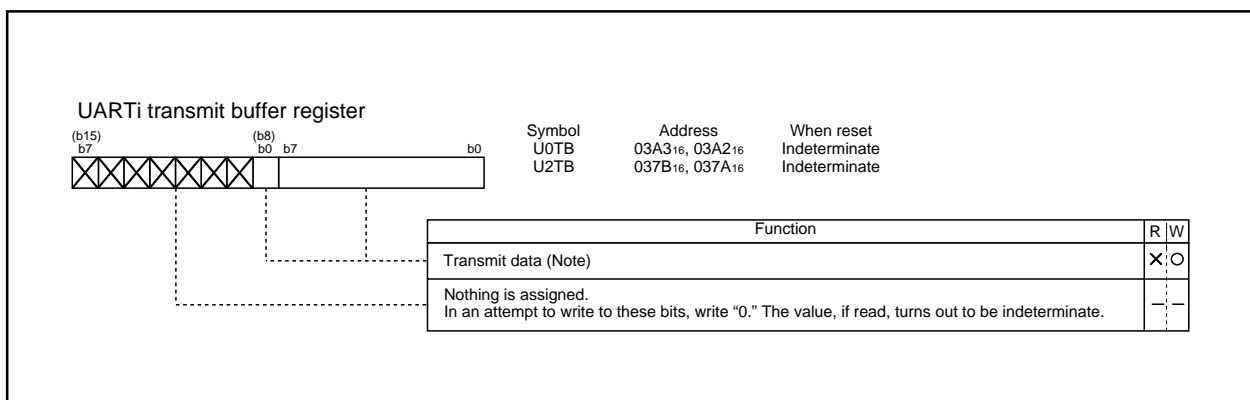 UARTi transmit buffer register
(b15) (b8)
b7 b0 b7 b0
Symbol Address When reset
U0TB 03A316, 03A216 Indeterminate
U2TB 037B16, 037A16 Indeterminate
Function R W
Transmit data (Note) ✕ ○
Nothing is assigned.
In an attempt to write to these bits, write “0.” The value, if read, turns out to be indeterminate. – –